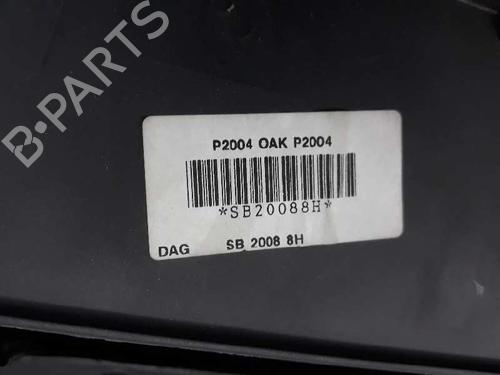 B-PARTS
P2004 OAK P2004
*SB20088H*
DAG SB 2008 8H